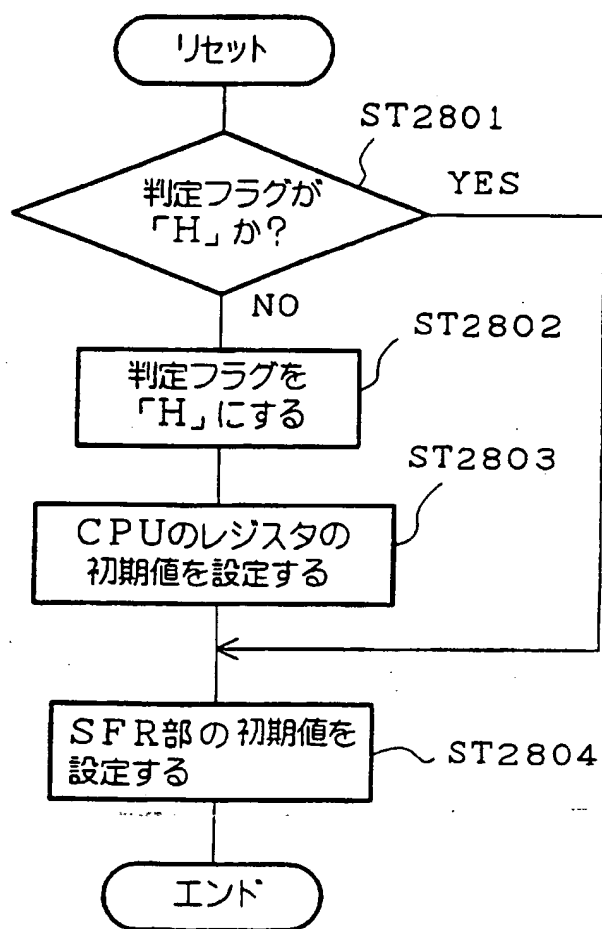 リセット
ST2801
判定フラグが
「H」か?
YES
NO
ST2802
判定フラグを
「H」にする
ST2803
CPUのレジスタの
初期値を設定する
SFR部の初期値を
設定する
ST2804
エンド